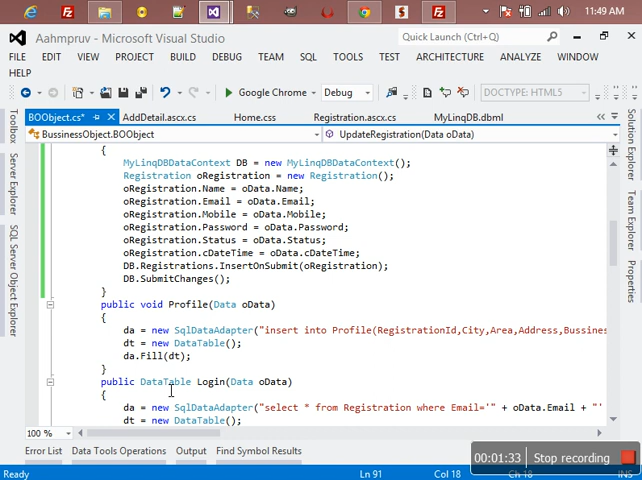 11:49 AM
Aahmpruv - Microsoft Visual Studio
Quick Launch (Ctrl+Q)
FILE EDIT VIEW PROJECT BUILD DEBUG TEAM SQL TOOLS TEST ARCHITECTURE ANALYZE WINDOW
HELP
Google Chrome Debug DOCTYPE: HTML5
BOObject.cs* AddDetail.ascx.cs Home.css Registration.ascx.cs MyLinqDB.dbml
BussinessObject.BOObject UpdateRegistration(Data oData)
Toolbox
Server Explorer
SQL Server Object Explorer
{
MyLinqDBDataContext DB = new MyLinqDBDataContext();
Registration oRegistration = new Registration();
oRegistration.Name = oData.Name;
oRegistration.Email = oData.Email;
oRegistration.Mobile = oData.Mobile;
oRegistration.Password = oData.Password;
oRegistration.Status = oData.Status;
oRegistration.cDateTime = oData.cDateTime;
DB.Registrations.InsertOnSubmit(oRegistration);
DB.SubmitChanges();
}
public void Profile(Data oData)
{
da = new SqlDataAdapter("insert into Profile(RegistrationId,City,Area,Address,Bussines
dt = new DataTable();
da.Fill(dt);
}
public DataTable Login(Data oData)
{
da = new SqlDataAdapter("select * from Registration where Email='" + oData.Email + "'
dt = new DataTable();
Solution Explorer
Team Explorer
Properties
100 %
Error List Data Tools Operations Output Find Symbol Results
00:01:33 Stop recording
Ready Ln 91 Col 18 Ch 18 INS